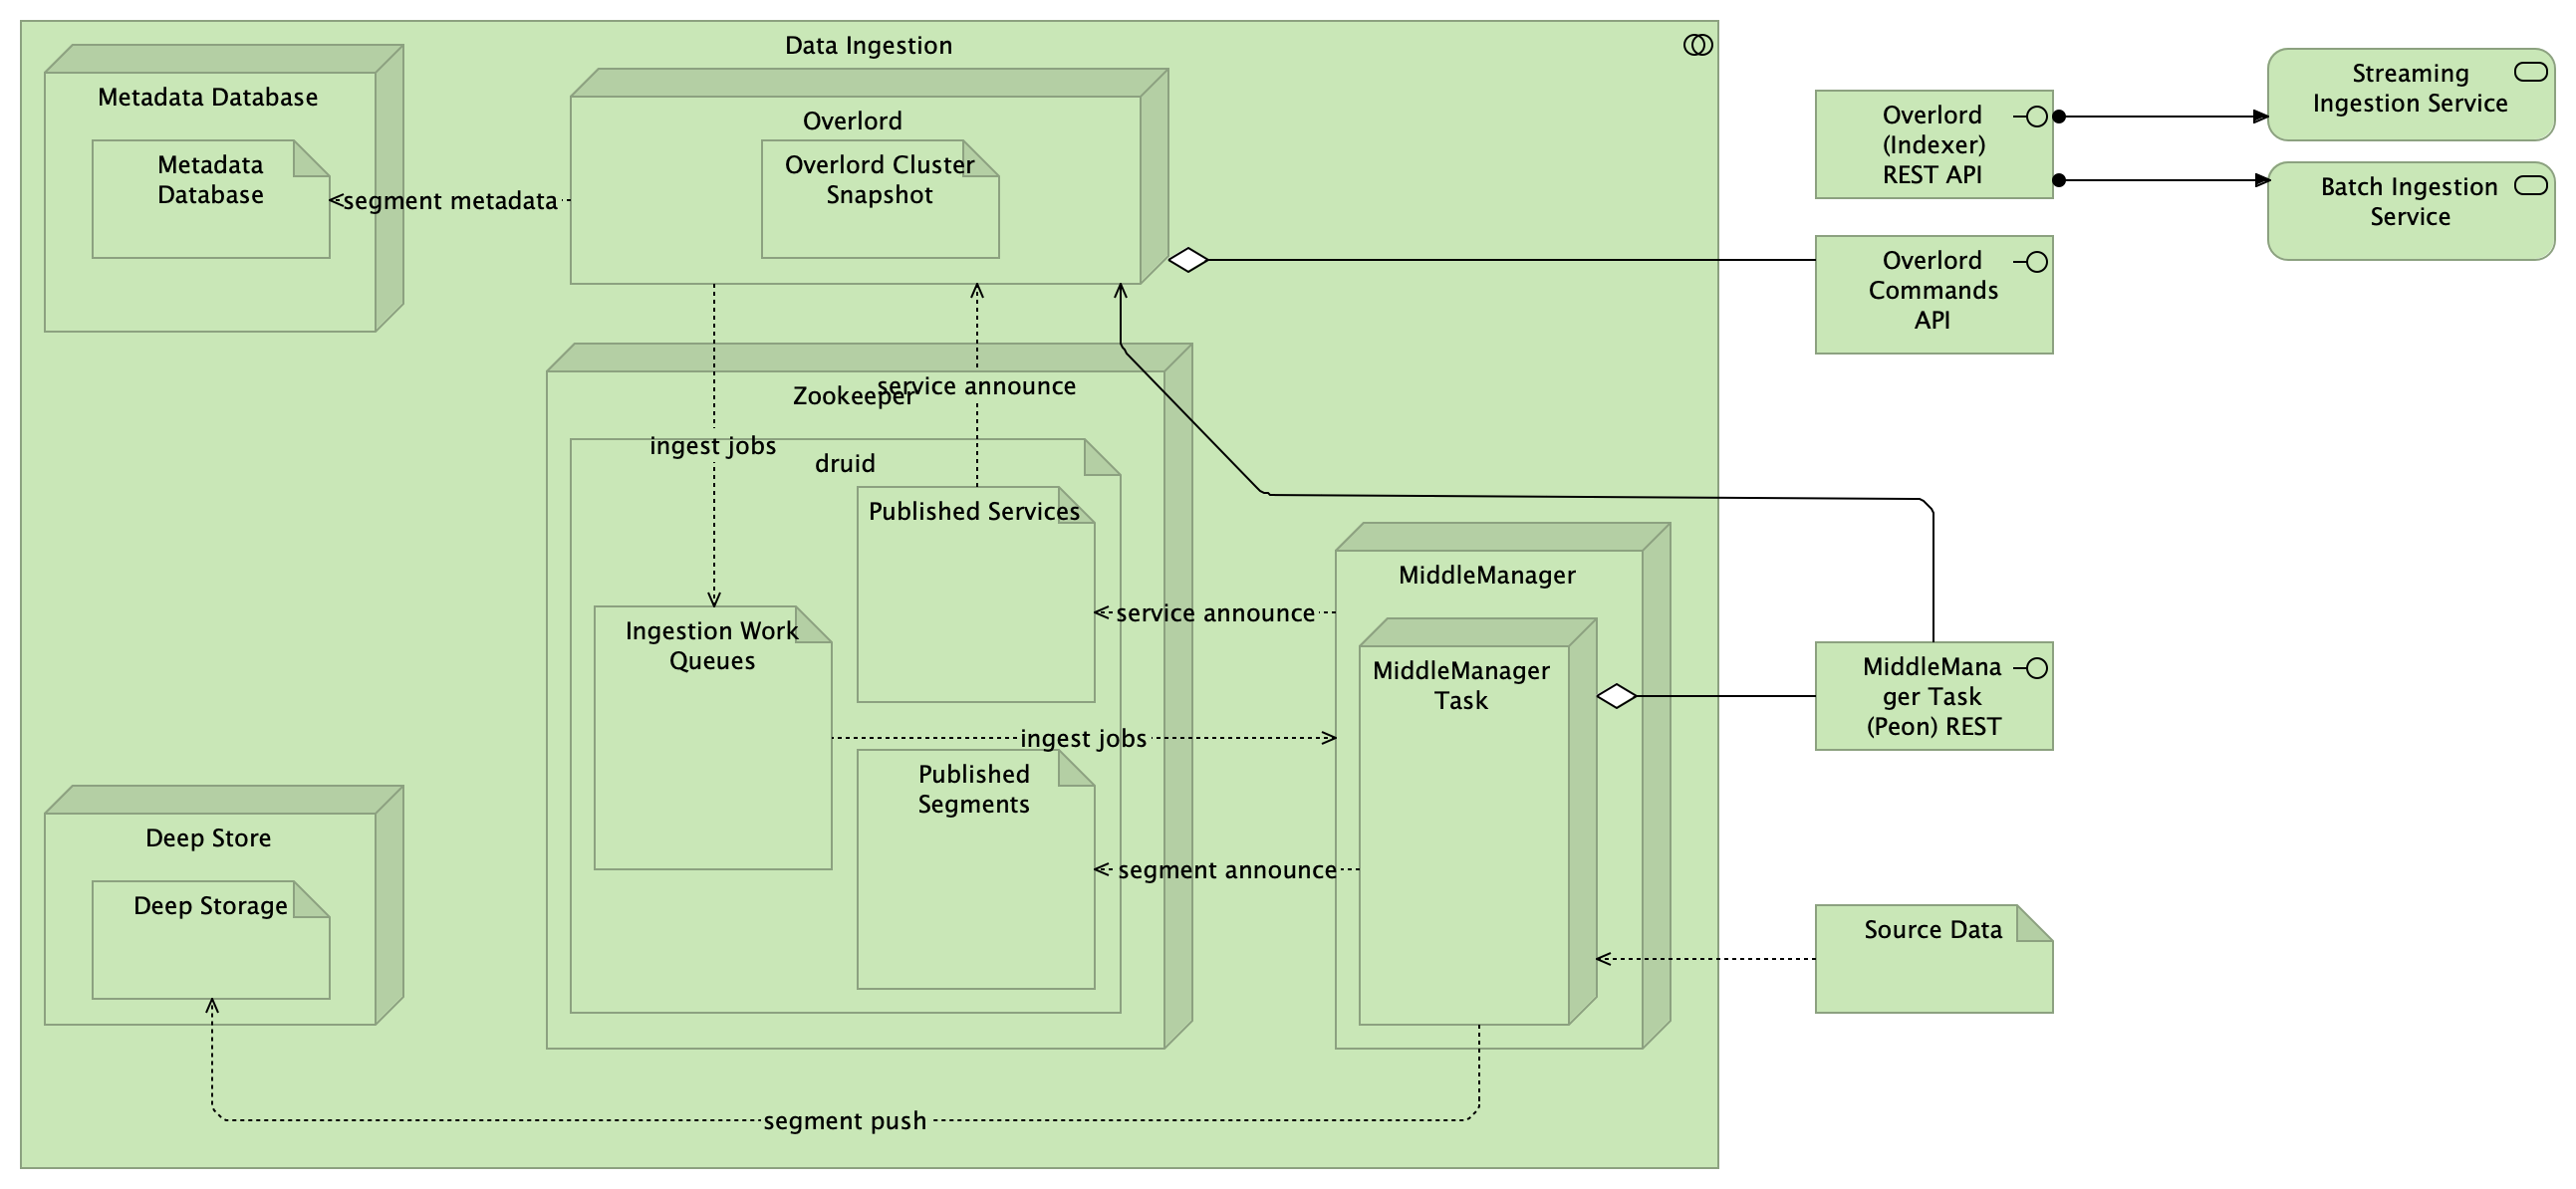 Data Ingestion
Metadata Database
Metadata
Database
segment metadata
Overlord
Overlord Cluster
Snapshot
Overlord
(Indexer)
REST API
Streaming
Ingestion Service
Batch Ingestion
Service
Overlord
Commands
API
Zookeeper
service announce
ingest jobs
druid
Published Services
Ingestion Work
Queues
service announce
MiddleManager
MiddleManager
Task
MiddleMana
ger Task
(Peon) REST
ingest jobs
Published
Segments
segment announce
Deep Store
Deep Storage
Source Data
segment push